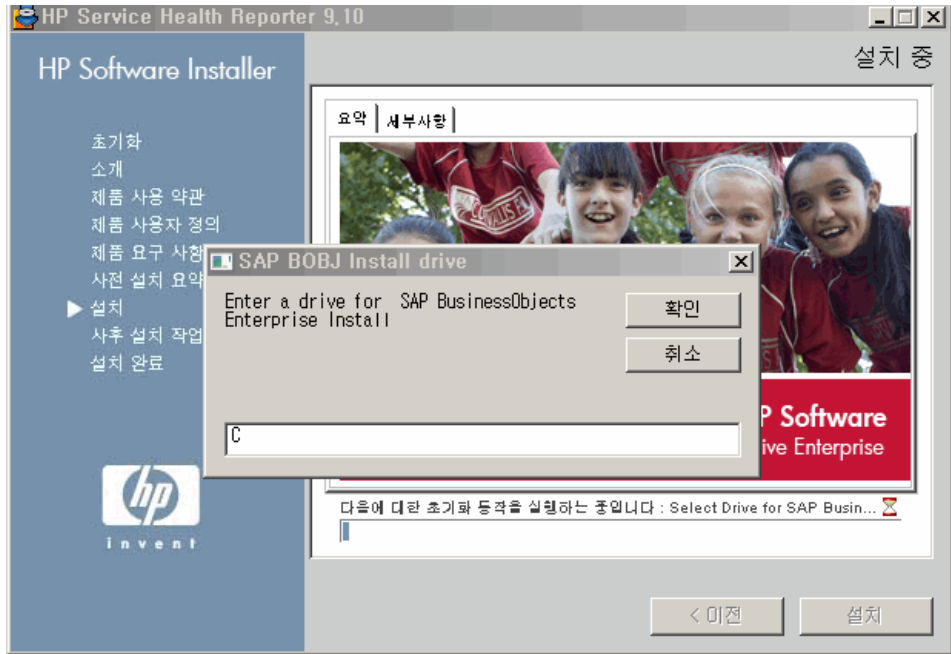 HP Service Health Reporter 9,10
HP Software Installer
설치 중
초기화
소개
제품 사용 약관
제품 사용자 정의
제품 요구 사항
사전 설치 요약
설치
사후 설치 작업
설치 완료
hp
invent
요약
세부사항
SAP BOBJ Install drive
Enter a drive for SAP BusinessObjects
Enterprise Install
확인
취소
C
P Software
ive Enterprise
다음에 대한 초기화 동작을 실행하는 중입니다 : Select Drive for SAP Busin...
< 이전
설치